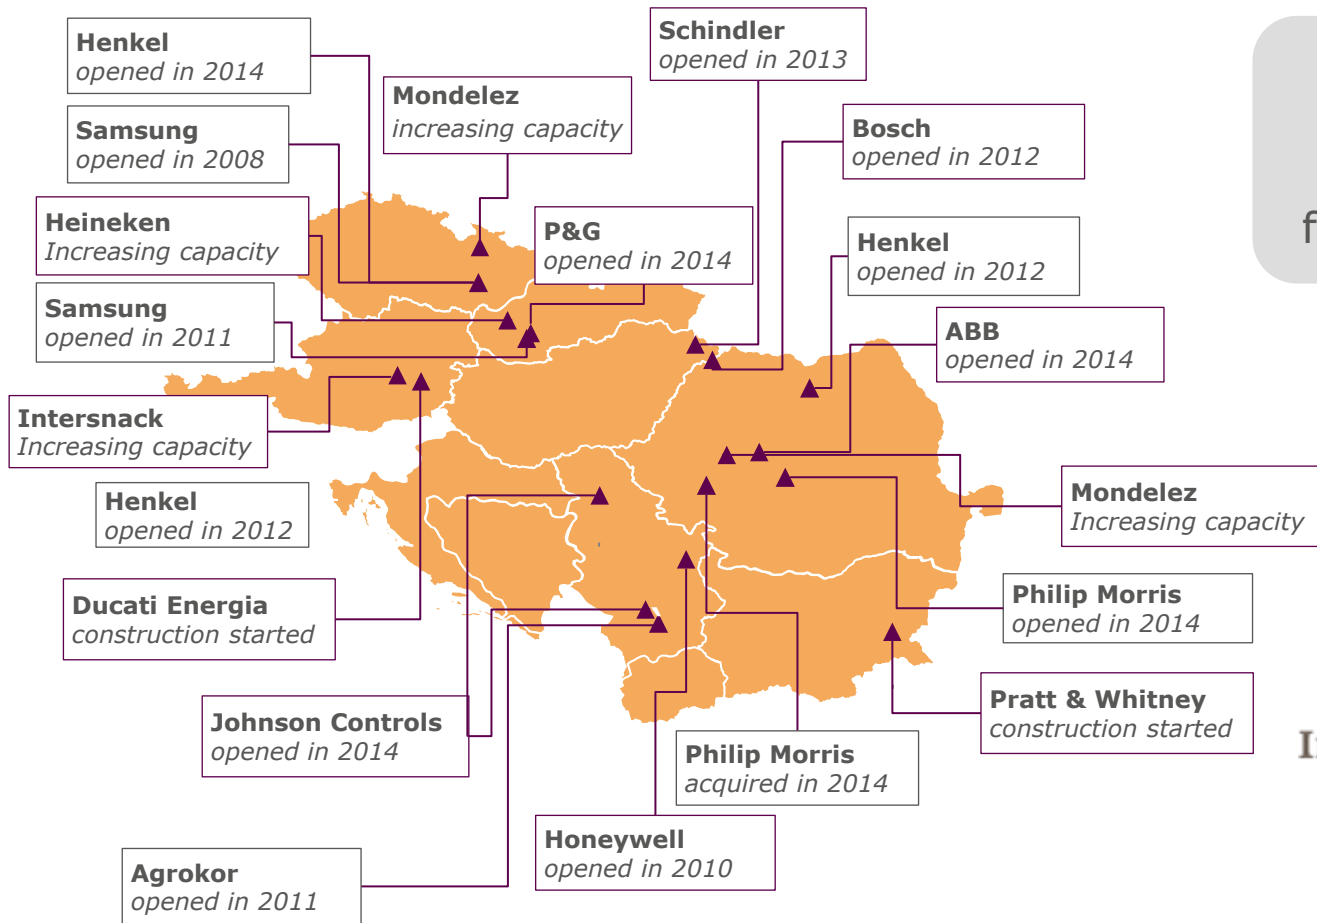 Henkel
opened in 2014
Schindler
opened in 2013
Mondelez
increasing capacity
Samsung
opened in 2008
Bosch
opened in 2012
Heineken
Increasing capacity
P&G
opened in 2014
Henkel
opened in 2012
Samsung
opened in 2011
ABB
opened in 2014
Intersnack
Increasing capacity
Henkel
opened in 2012
Mondelez
Increasing capacity
Ducati Energia
construction started
Philip Morris
opened in 2014
Johnson Controls
opened in 2014
Pratt & Whitney
construction started
Philip Morris
acquired in 2014
Honeywell
opened in 2010
Agrokor
opened in 2011
f